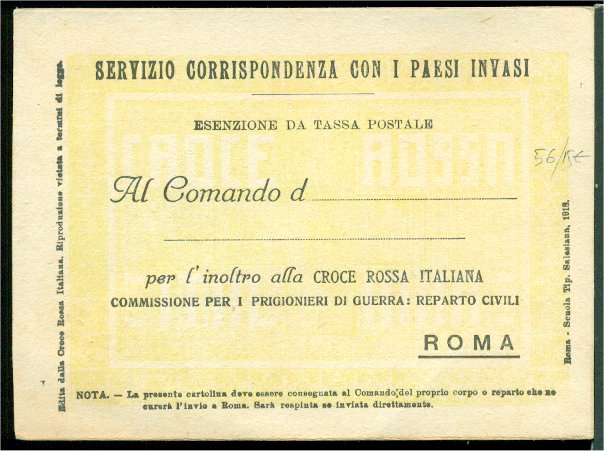 SERVIZIO CORRISPONDENZA CON I PAESI INVASI
ESENZIONE DA TASSA POSTALE
CROCE ROSSA
Al Comando d
per l'inoltro alla CROCE ROSSA ITALIANA
COMMISSIONE PER I PRIGIONIERI DI GUERRA: REPARTO CIVILI
ROMA
NOTA. — La presente cartolina deve essere consegnata al Comando del proprio corpo o reparto che ne
curerà l'invio a Roma. Sarà respinta se inviata direttamente.
Edita dalla Croce Rossa Italiana. Riproduzione vietata a termini di legge.
Roma - Scuola Tip. Salesiana, 1918.
56/15€